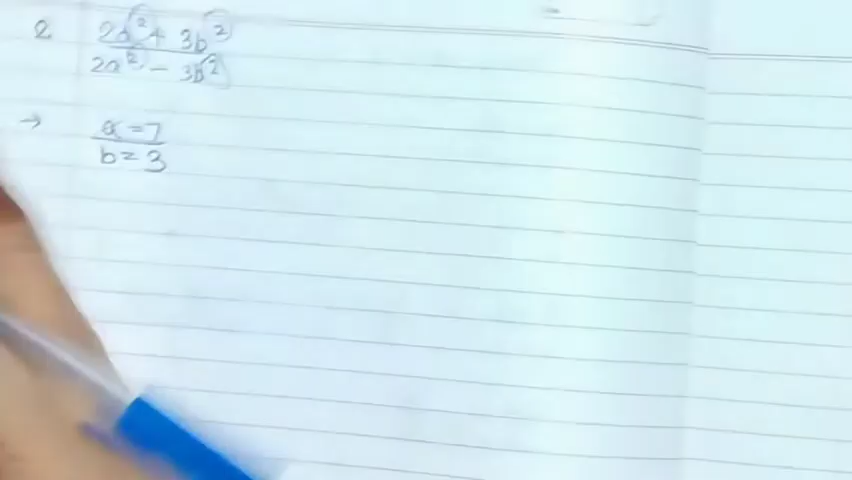 2 2a² + 3b²
2a² - 3b²
→ a = 7
b = 3